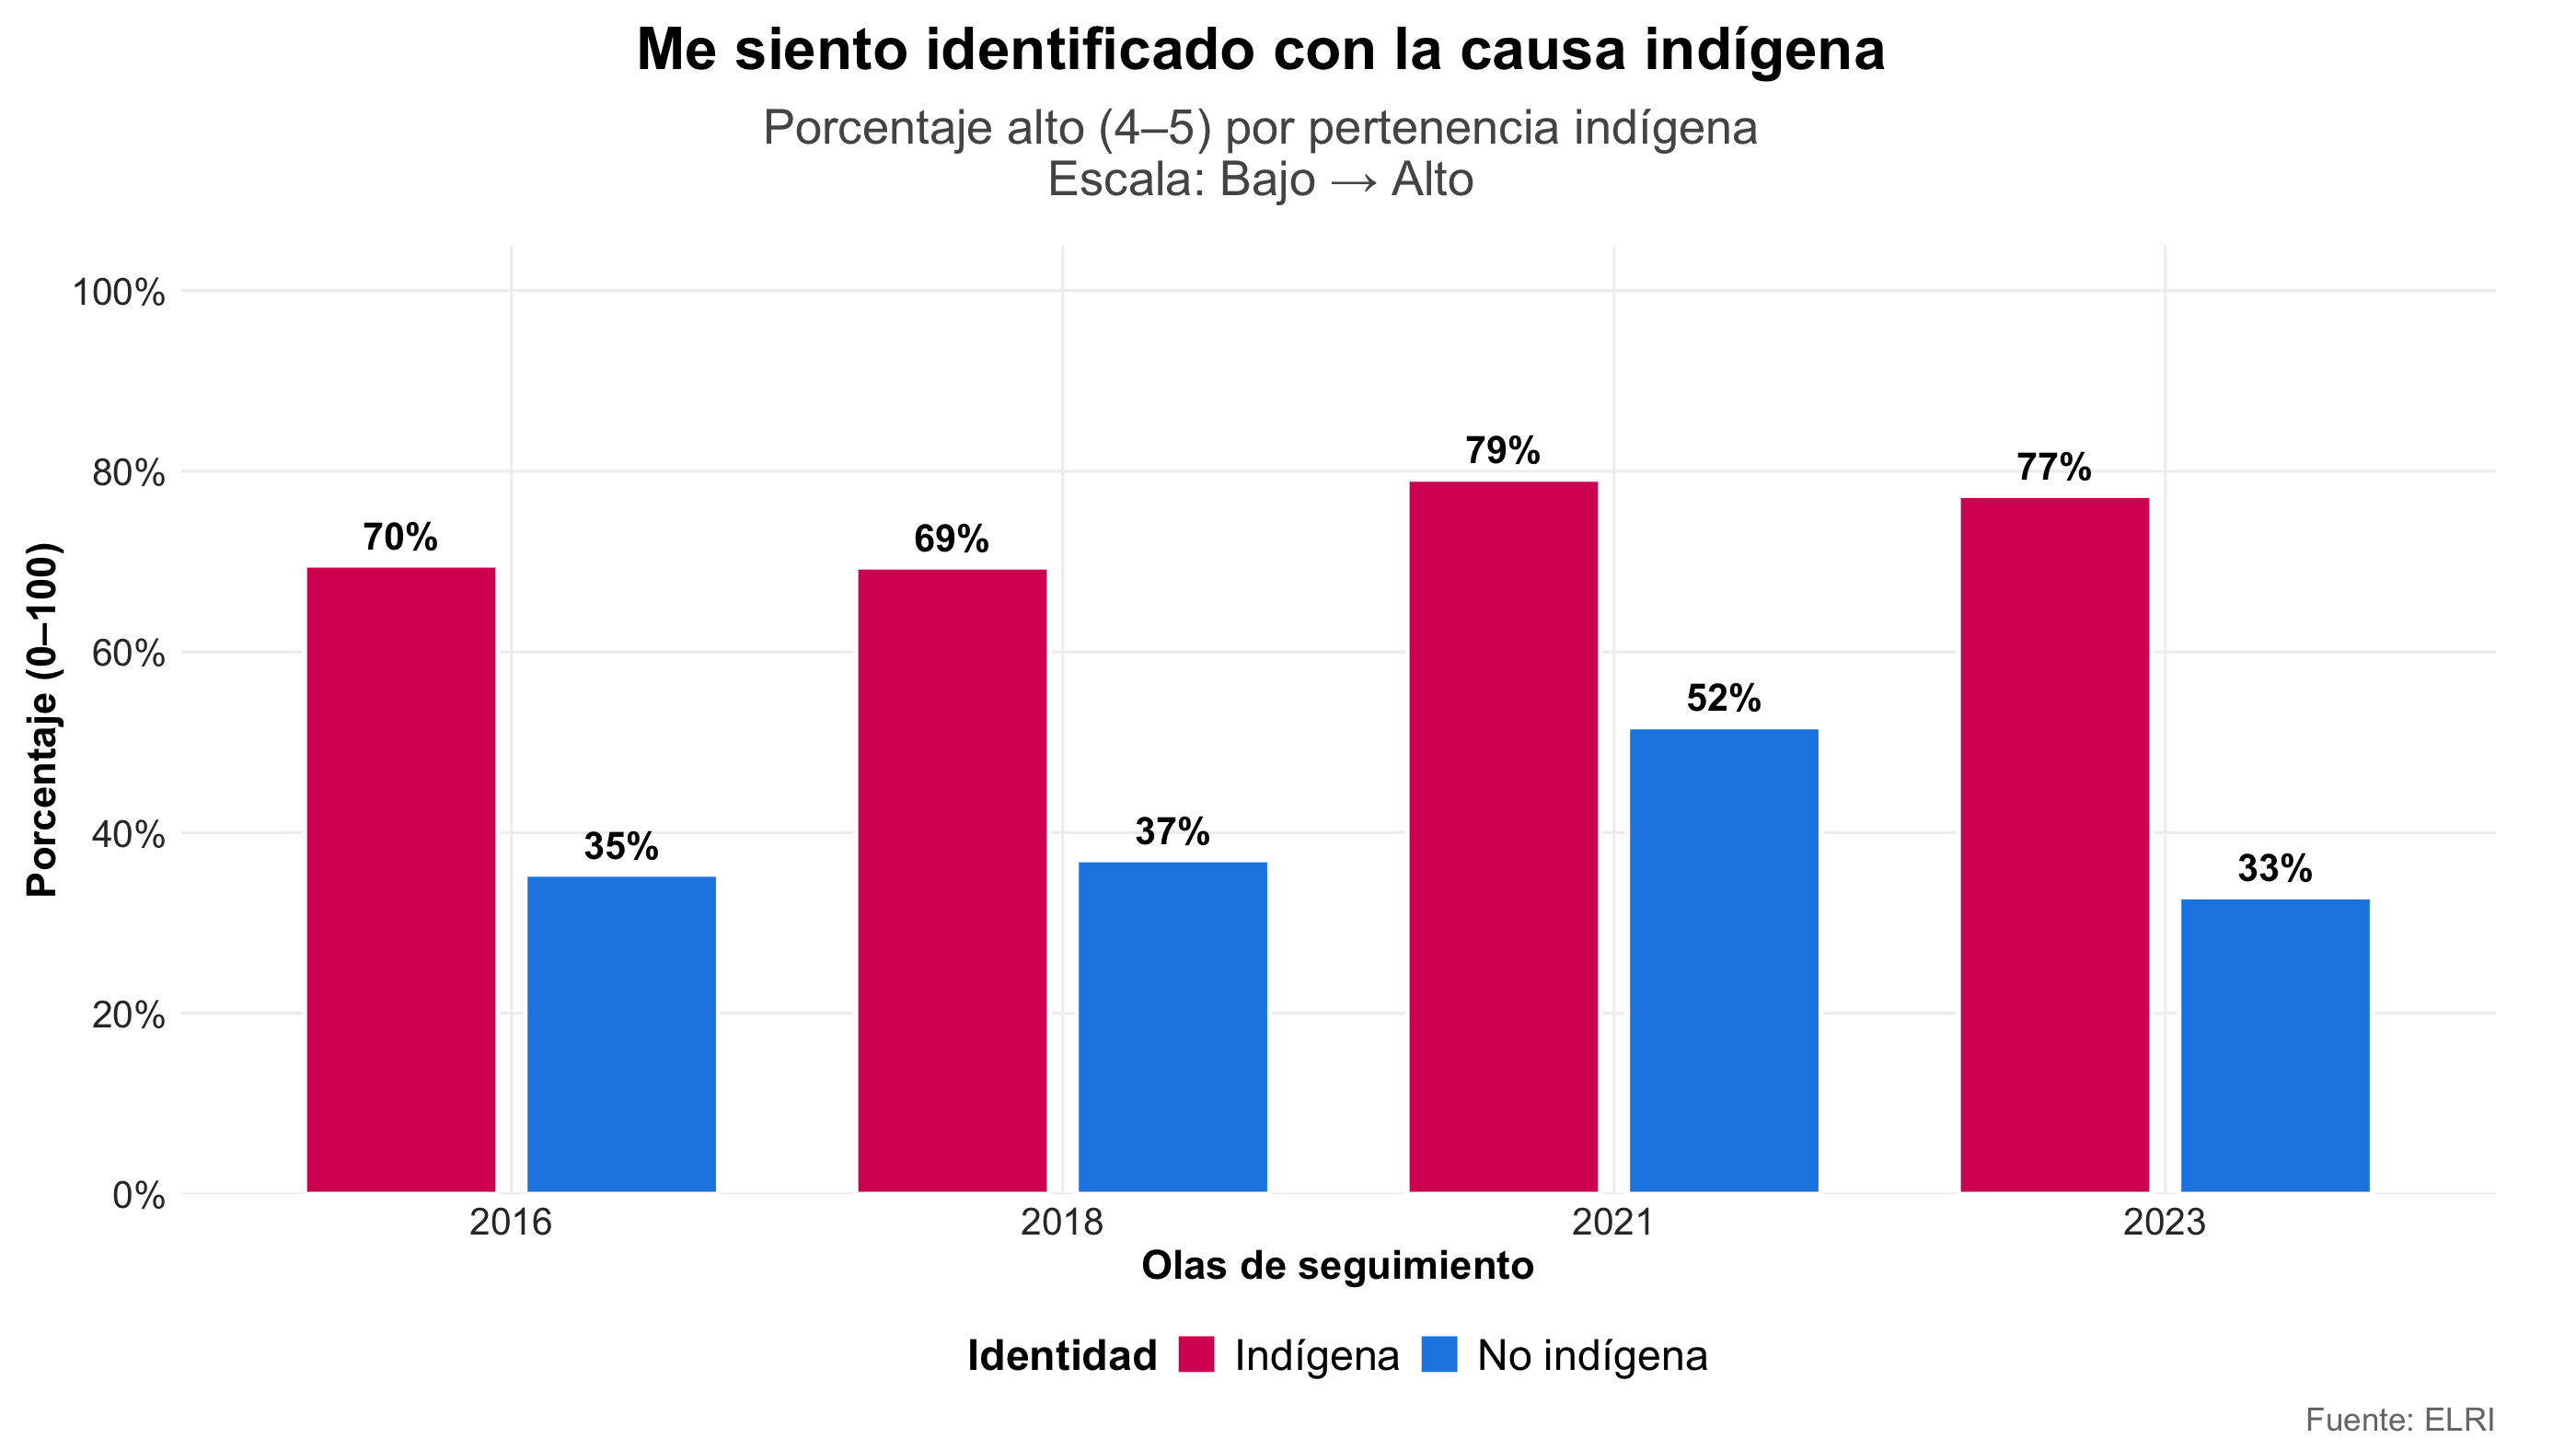 Me siento identificado con la causa indígena
Porcentaje alto (4–5) por pertenencia indígena
Escala: Bajo → Alto
Porcentaje (0–100)
100%
80%
60%
40%
20%
0%
70%
35%
69%
37%
79%
52%
77%
33%
2016
2018
2021
2023
Olas de seguimiento
Identidad Indígena No indígena
Fuente: ELRI